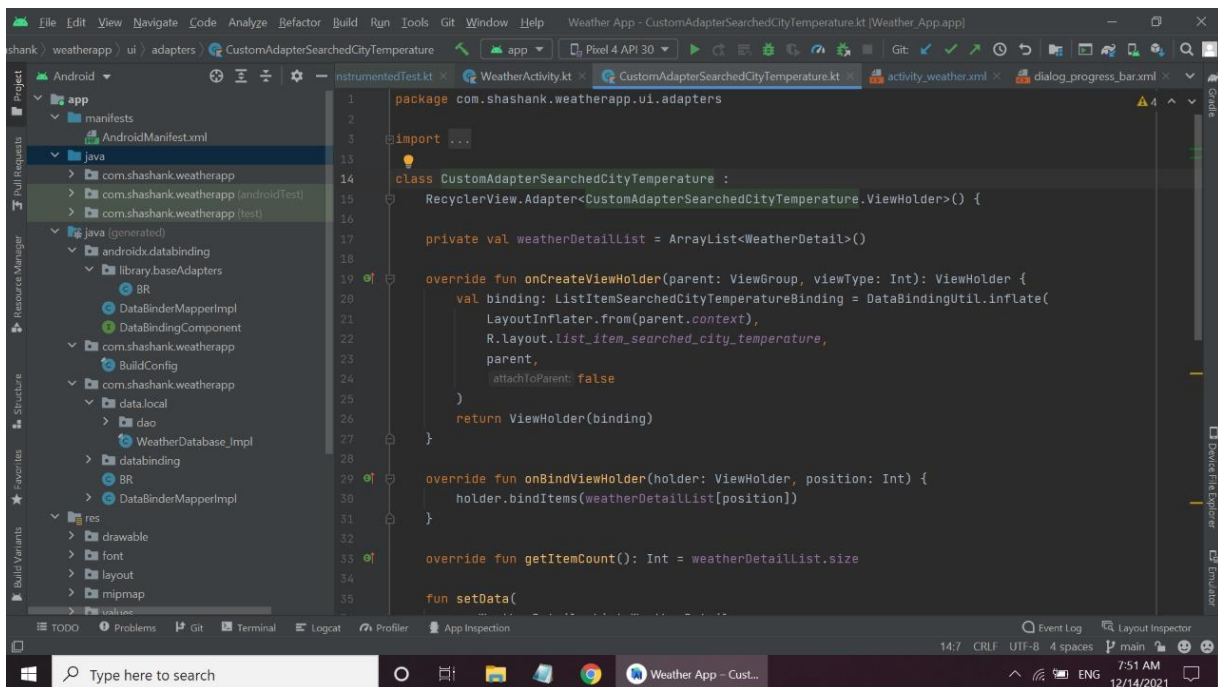 File Edit View Navigate Code Analyze Refactor Build Run Tools Git Window Help Weather App - CustomAdapterSearchedCityTemperature.kt [Weather_App.app]
shank weatherapp ui adapters CustomAdapterSearchedCityTemperature app Pixel 4 API 30 Git:
Android
nstrumentedTest.kt WeatherActivity.kt CustomAdapterSearchedCityTemperature.kt activity_weather.xml dialog_progress_bar.xml
Project
Pull Requests
Resource Manager
Structure
Favorites
Build Variants
app
manifests
AndroidManifest.xml
java
com.shashank.weatherapp
com.shashank.weatherapp (androidTest)
com.shashank.weatherapp (test)
java (generated)
androidx.databinding
library.baseAdapters
BR
DataBinderMapperImpl
DataBindingComponent
com.shashank.weatherapp
BuildConfig
com.shashank.weatherapp
data.local
dao
WeatherDatabase_Impl
databinding
BR
DataBinderMapperImpl
res
drawable
font
layout
mipmap
values
1 package com.shashank.weatherapp.ui.adapters
2
3 import ...
13
14 class CustomAdapterSearchedCityTemperature :
15 RecyclerView.Adapter<CustomAdapterSearchedCityTemperature.ViewHolder>() {
16
17 private val weatherDetailList = ArrayList<WeatherDetail>()
18
19 override fun onCreateViewHolder(parent: ViewGroup, viewType: Int): ViewHolder {
20 val binding: ListItemSearchedCityTemperatureBinding = DataBindingUtil.inflate(
21 LayoutInflater.from(parent.context),
22 R.layout.list_item_searched_city_temperature,
23 parent,
24 attachToParent: false
25 )
26 return ViewHolder(binding)
27 }
28
29 override fun onBindViewHolder(holder: ViewHolder, position: Int) {
30 holder.bindItems(weatherDetailList[position])
31 }
32
33 override fun getItemCount(): Int = weatherDetailList.size
34
35 fun setData(
4
Gradle
Device File Explorer
Emulator
TODO Problems Git Terminal Logcat Profiler App Inspection Event Log Layout Inspector
14:7 CRLF UTF-8 4 spaces main
Type here to search Weather App – Cust... ENG 7:51 AM
12/14/2021